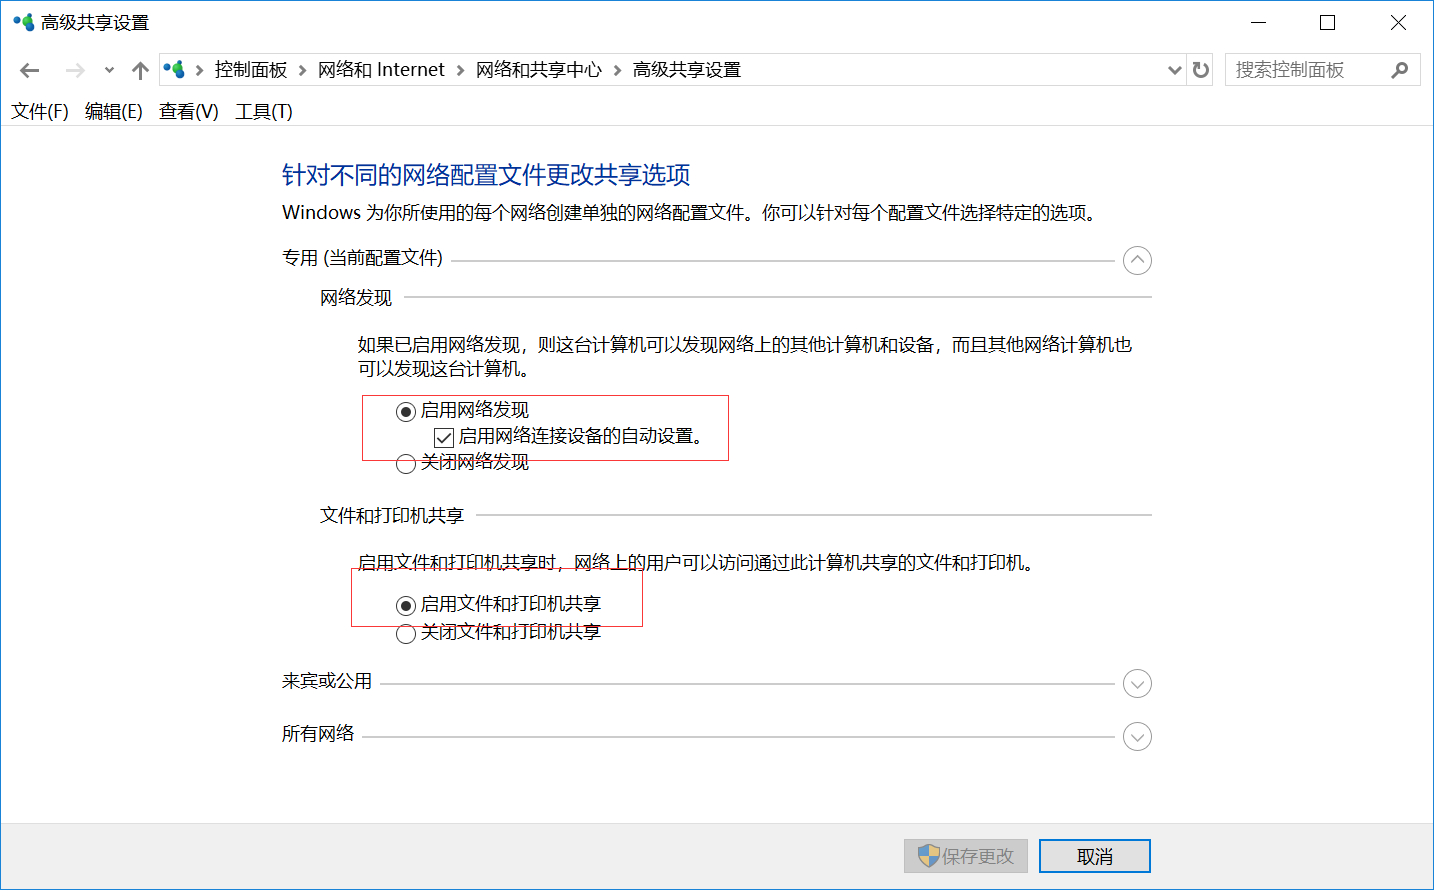 高级共享设置
控制面板 网络和 Internet 网络和共享中心 高级共享设置 搜索控制面板
文件(F) 编辑(E) 查看(V) 工具(T)
针对不同的网络配置文件更改共享选项
Windows 为你所使用的每个网络创建单独的网络配置文件。你可以针对每个配置文件选择特定的选项。
专用 (当前配置文件)
网络发现
如果已启用网络发现，则这台计算机可以发现网络上的其他计算机和设备，而且其他网络计算机也
可以发现这台计算机。
启用网络发现
启用网络连接设备的自动设置。
关闭网络发现
文件和打印机共享
启用文件和打印机共享时，网络上的用户可以访问通过此计算机共享的文件和打印机。
启用文件和打印机共享
关闭文件和打印机共享
来宾或公用
所有网络
保存更改 取消